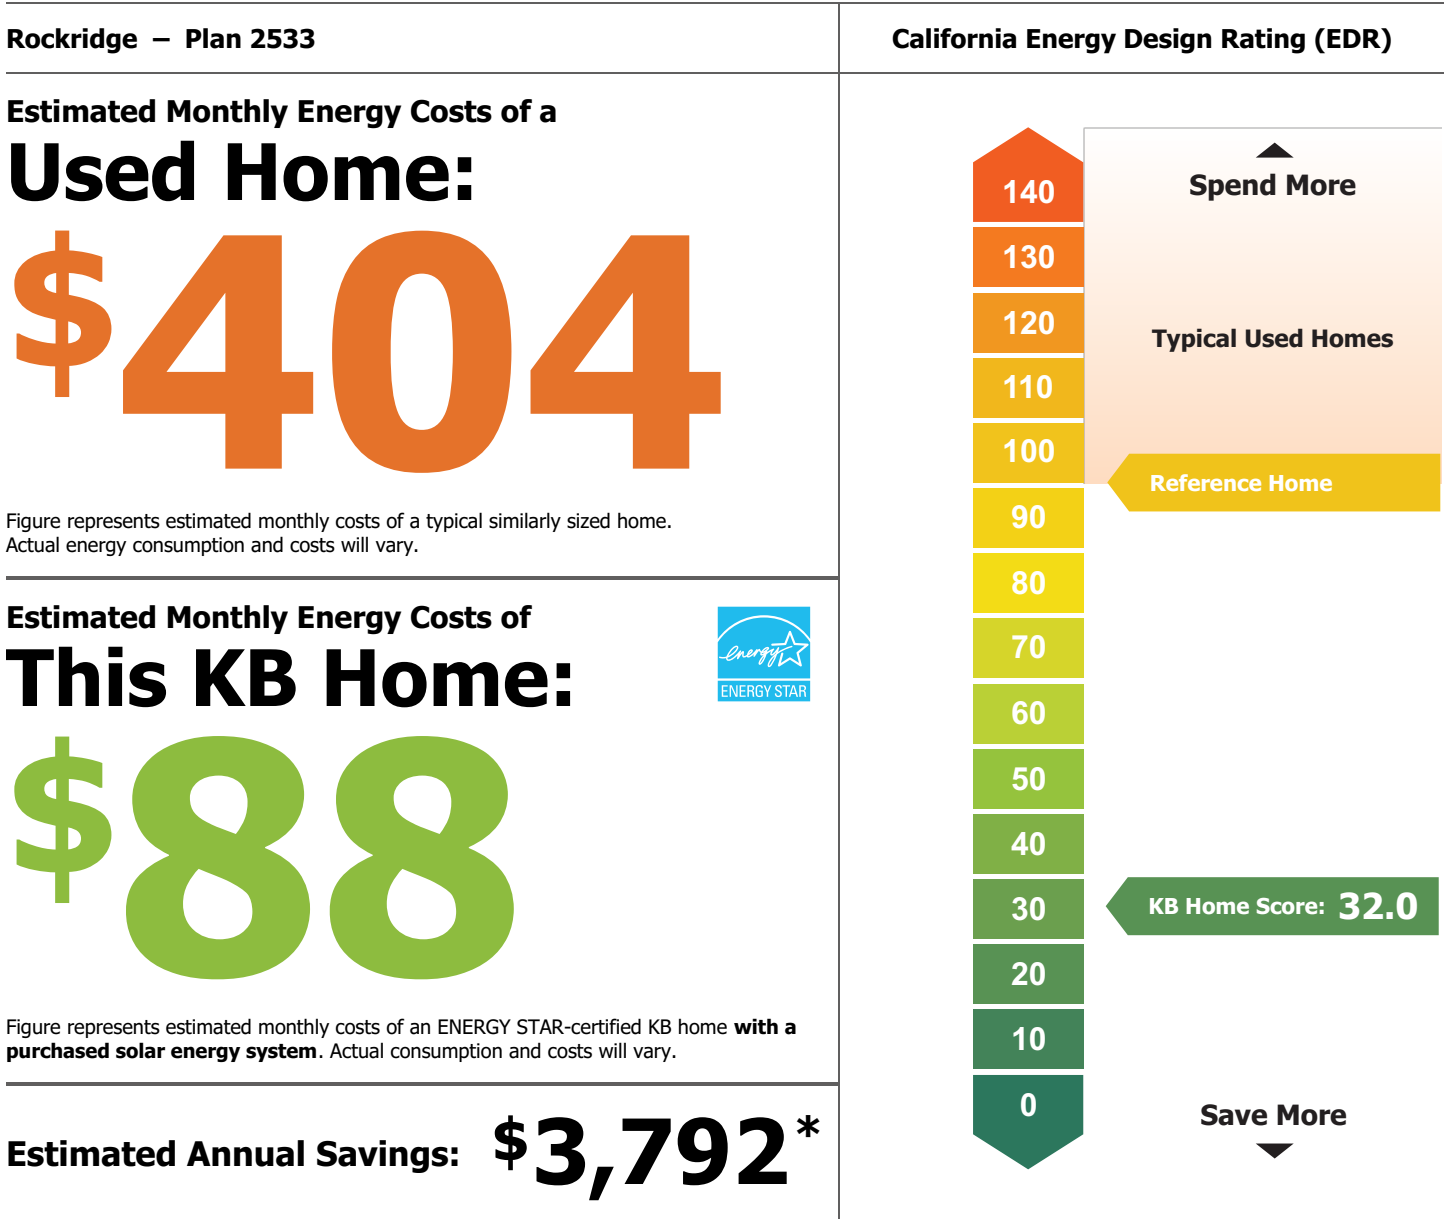 Rockridge – Plan 2533
Estimated Monthly Energy Costs of a
Used Home:
$404
Figure represents estimated monthly costs of a typical similarly sized home.
Actual energy consumption and costs will vary.
Estimated Monthly Energy Costs of
This KB Home:
energy
ENERGY STAR
$88
Figure represents estimated monthly costs of an ENERGY STAR-certified KB home with a
purchased solar energy system. Actual consumption and costs will vary.
Estimated Annual Savings: $3,792*
California Energy Design Rating (EDR)
Spend More
140
130
120
Typical Used Homes
110
100
Reference Home
90
80
70
60
50
40
30
KB Home Score: 32.0
20
10
0
Save More